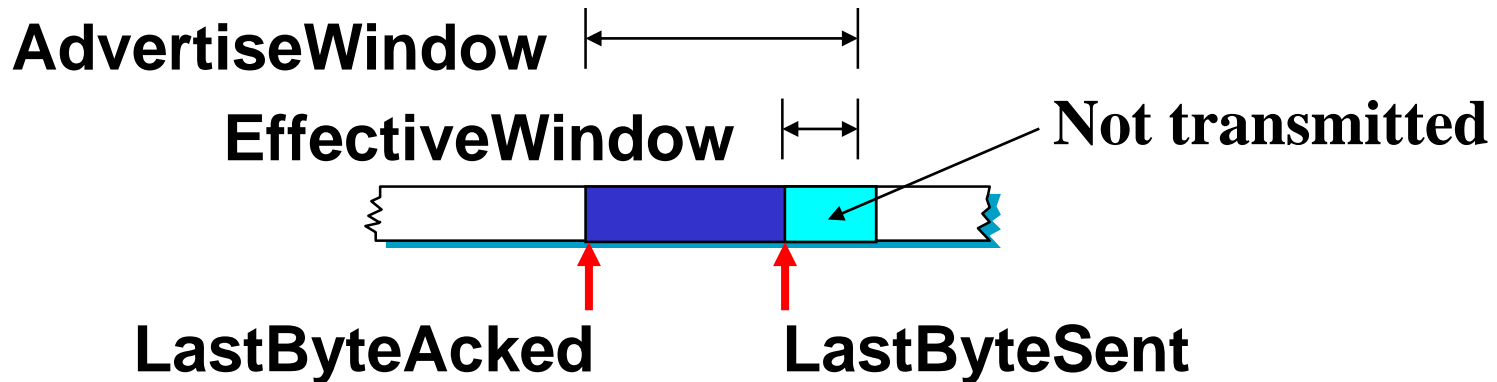 AdvertiseWindow
EffectiveWindow
Not transmitted
LastByteAcked
LastByteSent